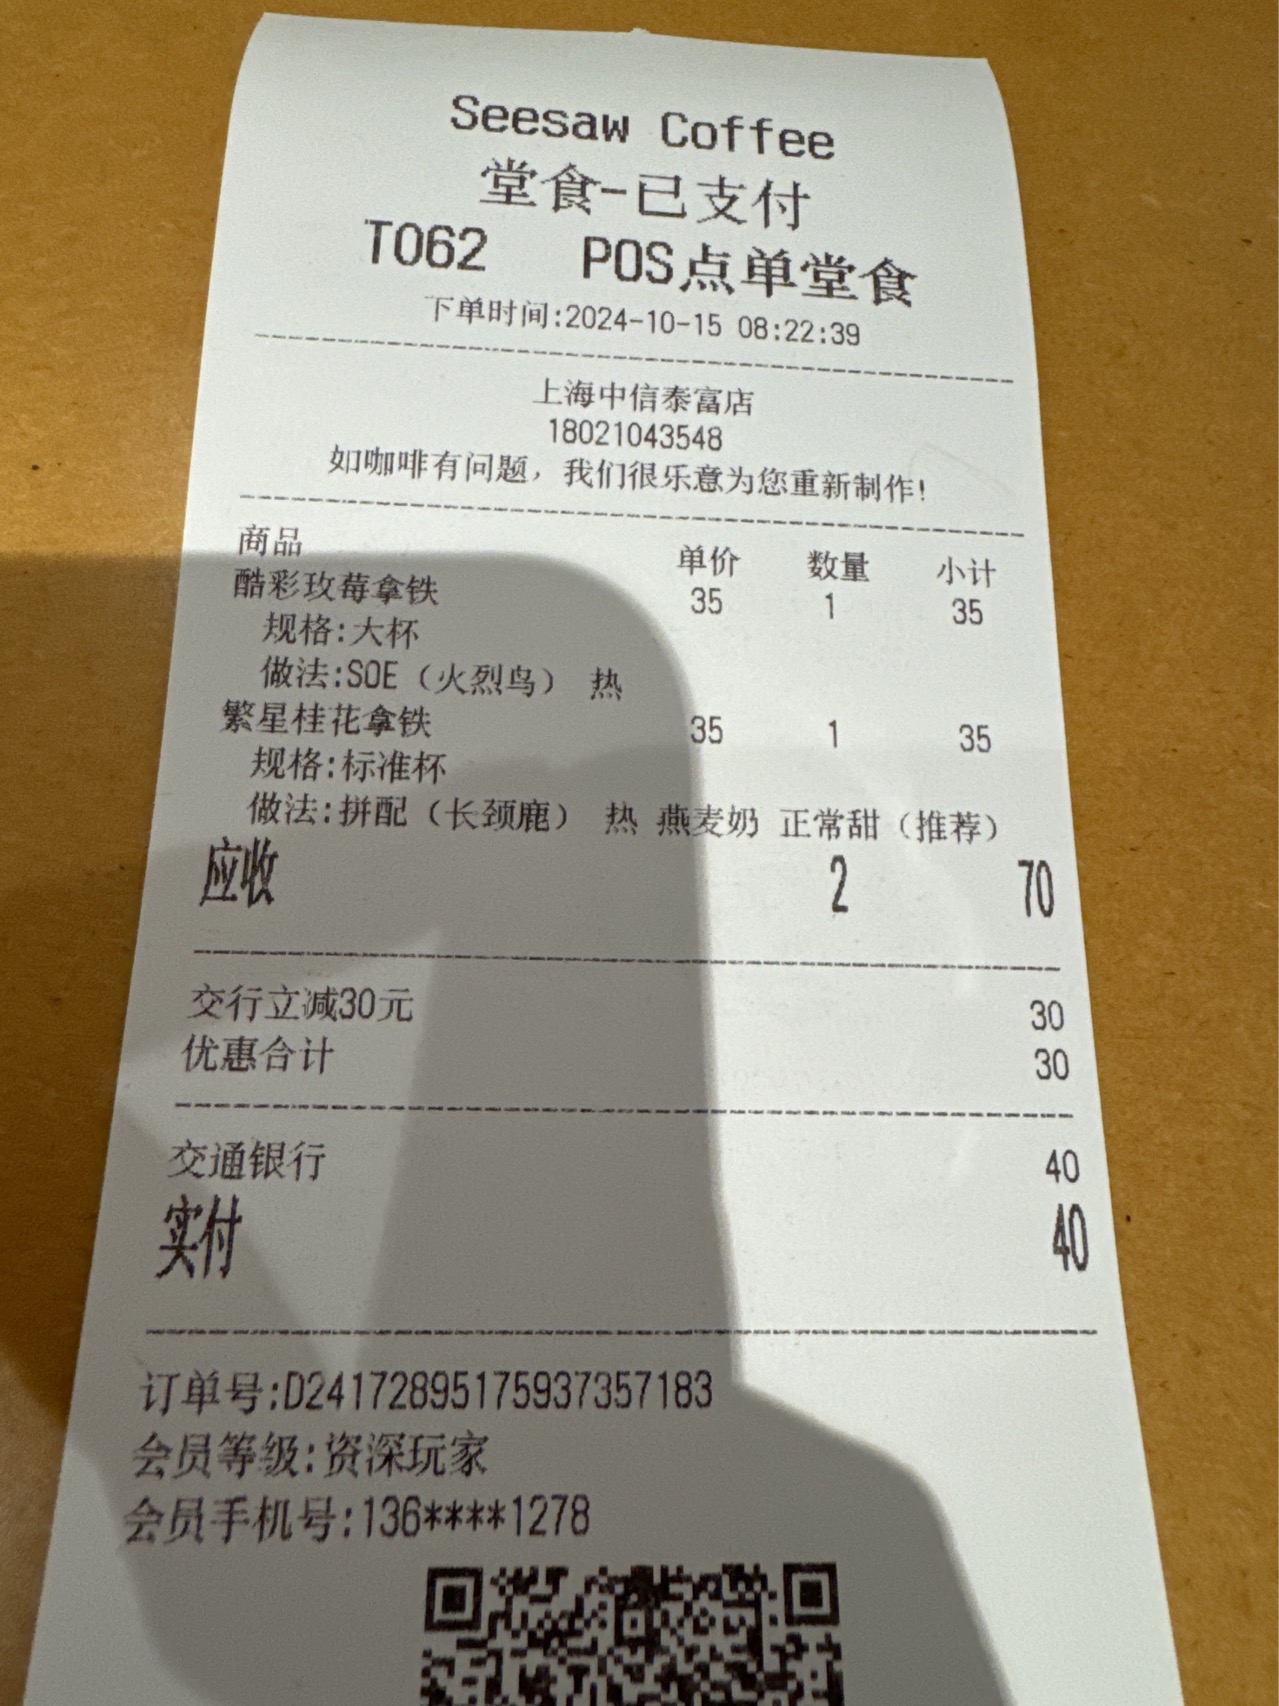 Seesaw Coffee
堂食-已支付
T062 POS点单堂食
下单时间:2024-10-15 08:22:39
上海中信泰富店
18021043548
如咖啡有问题，我们很乐意为您重新制作!
商品 单价 数量 小计
酷彩玫莓拿铁 35 1 35
规格:大杯
做法:SOE（火烈鸟） 热
繁星桂花拿铁 35 1 35
规格:标准杯
做法:拼配（长颈鹿） 热 燕麦奶 正常甜（推荐）
应收 2 70
交行立减30元 30
优惠合计 30
交通银行 40
实付 40
订单号:D24172895175937357183
会员等级:资深玩家
会员手机号:136****1278